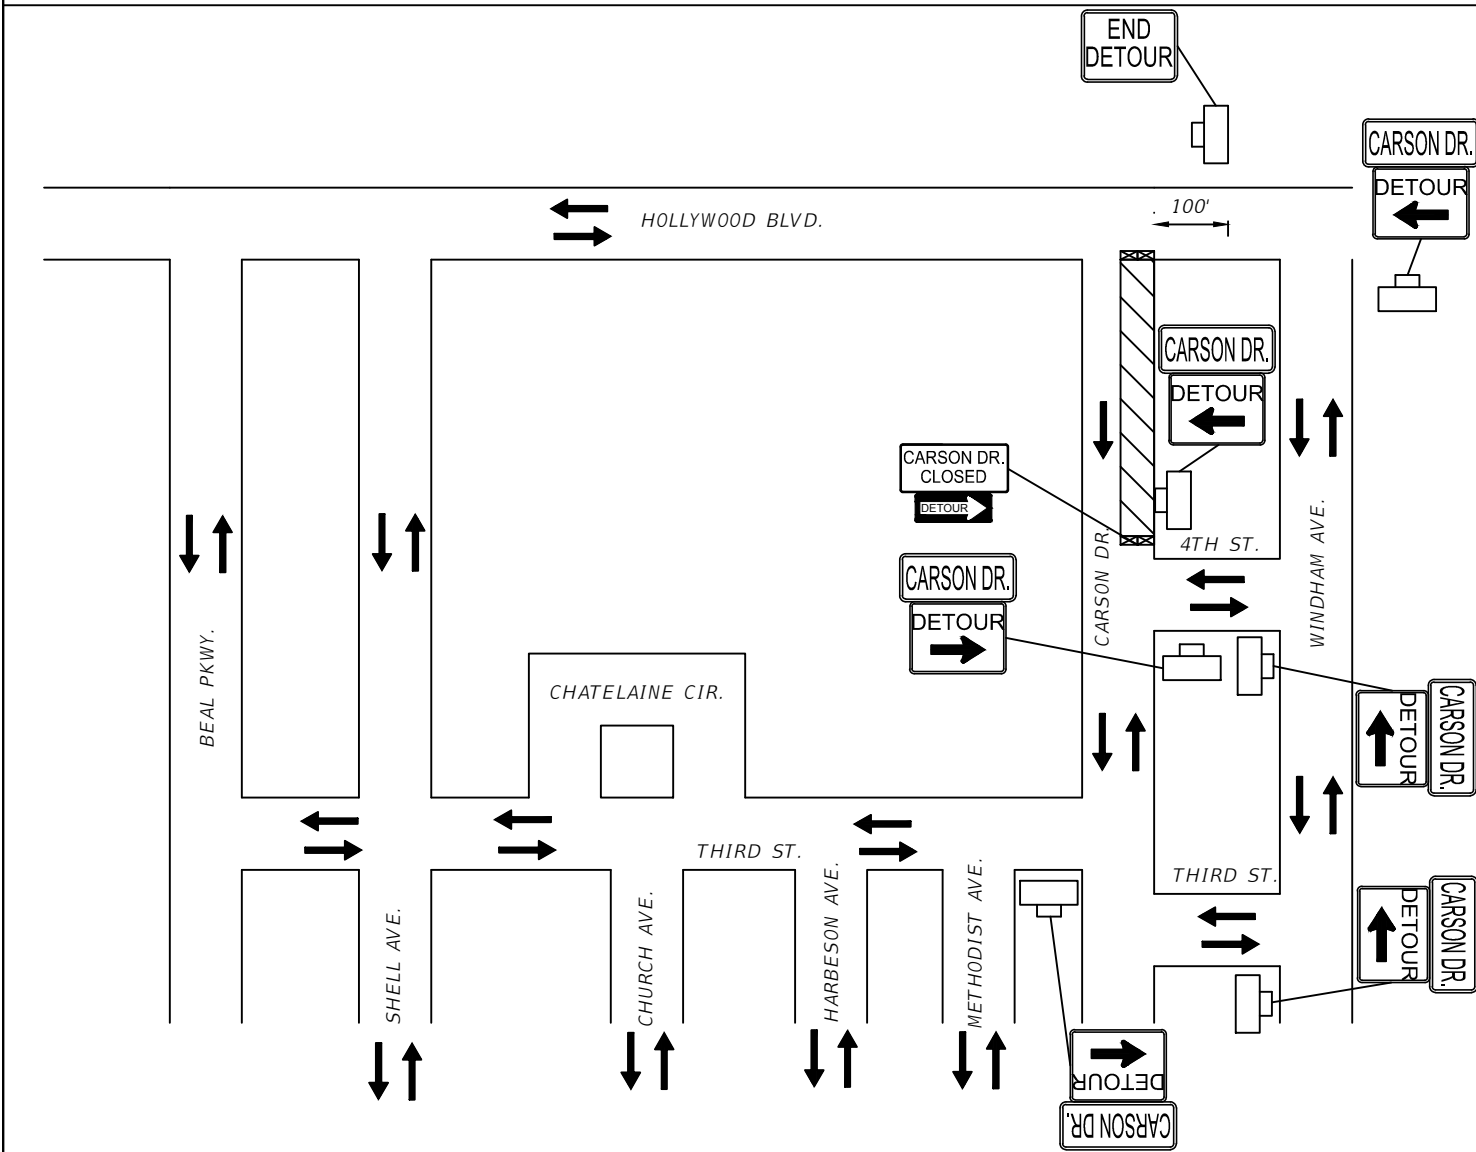 END
DETOUR
CARSON DR.
DETOUR
HOLLYWOOD BLVD.
. 100'
CARSON DR.
DETOUR
CARSON DR.
CLOSED
DETOUR
4TH ST.
CARSON DR.
DETOUR
CARSON DR.
WINDHAM AVE.
BEAL PKWY.
CHATELAINE CIR.
DETOUR
CARSON DR.
THIRD ST.
THIRD ST.
SHELL AVE.
CHURCH AVE.
HARBESON AVE.
METHODIST AVE.
DETOUR
CARSON DR.
DETOUR
CARSON DR.